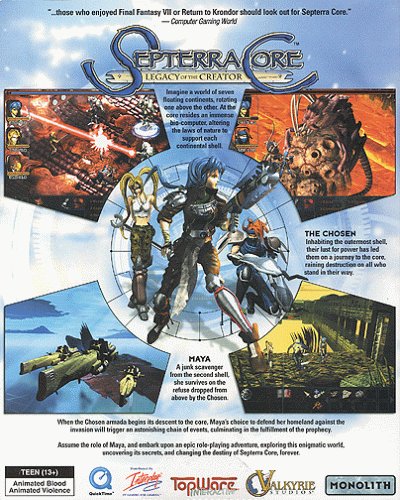 "...those who enjoyed Final Fantasy VII or Return to Krondor should look out for Septerra Core."
— Computer Gaming World
SEPTERRA CORE
LEGACY OF THE CREATOR
Imagine a world of seven
floating continents, rotating
one above the other. At the
core resides an immense
bio-computer, altering
the laws of nature to
support each
continental shell.
THE CHOSEN
Inhabiting the outermost shell,
their lust for power has led
them on a journey to the core,
raining destruction on all who
stand in their way.
MAYA
A junk scavenger
from the second shell,
she survives on the
refuse dropped from
above by the Chosen.
When the Chosen armada begins its descent to the core, Maya's choice to defend her homeland against the
invasion will trigger an astonishing chain of events, culminating in the fulfillment of the prophecy.
Assume the role of Maya, and embark upon an epic role-playing adventure, exploring this enigmatic world,
uncovering its secrets, and changing the destiny of Septerra Core, forever.
TEEN (13+)
Animated Blood
Animated Violence
QuickTime
TOPWARE
INTERACTIVE
VALKYRIE
STUDIOS
MONOLITH